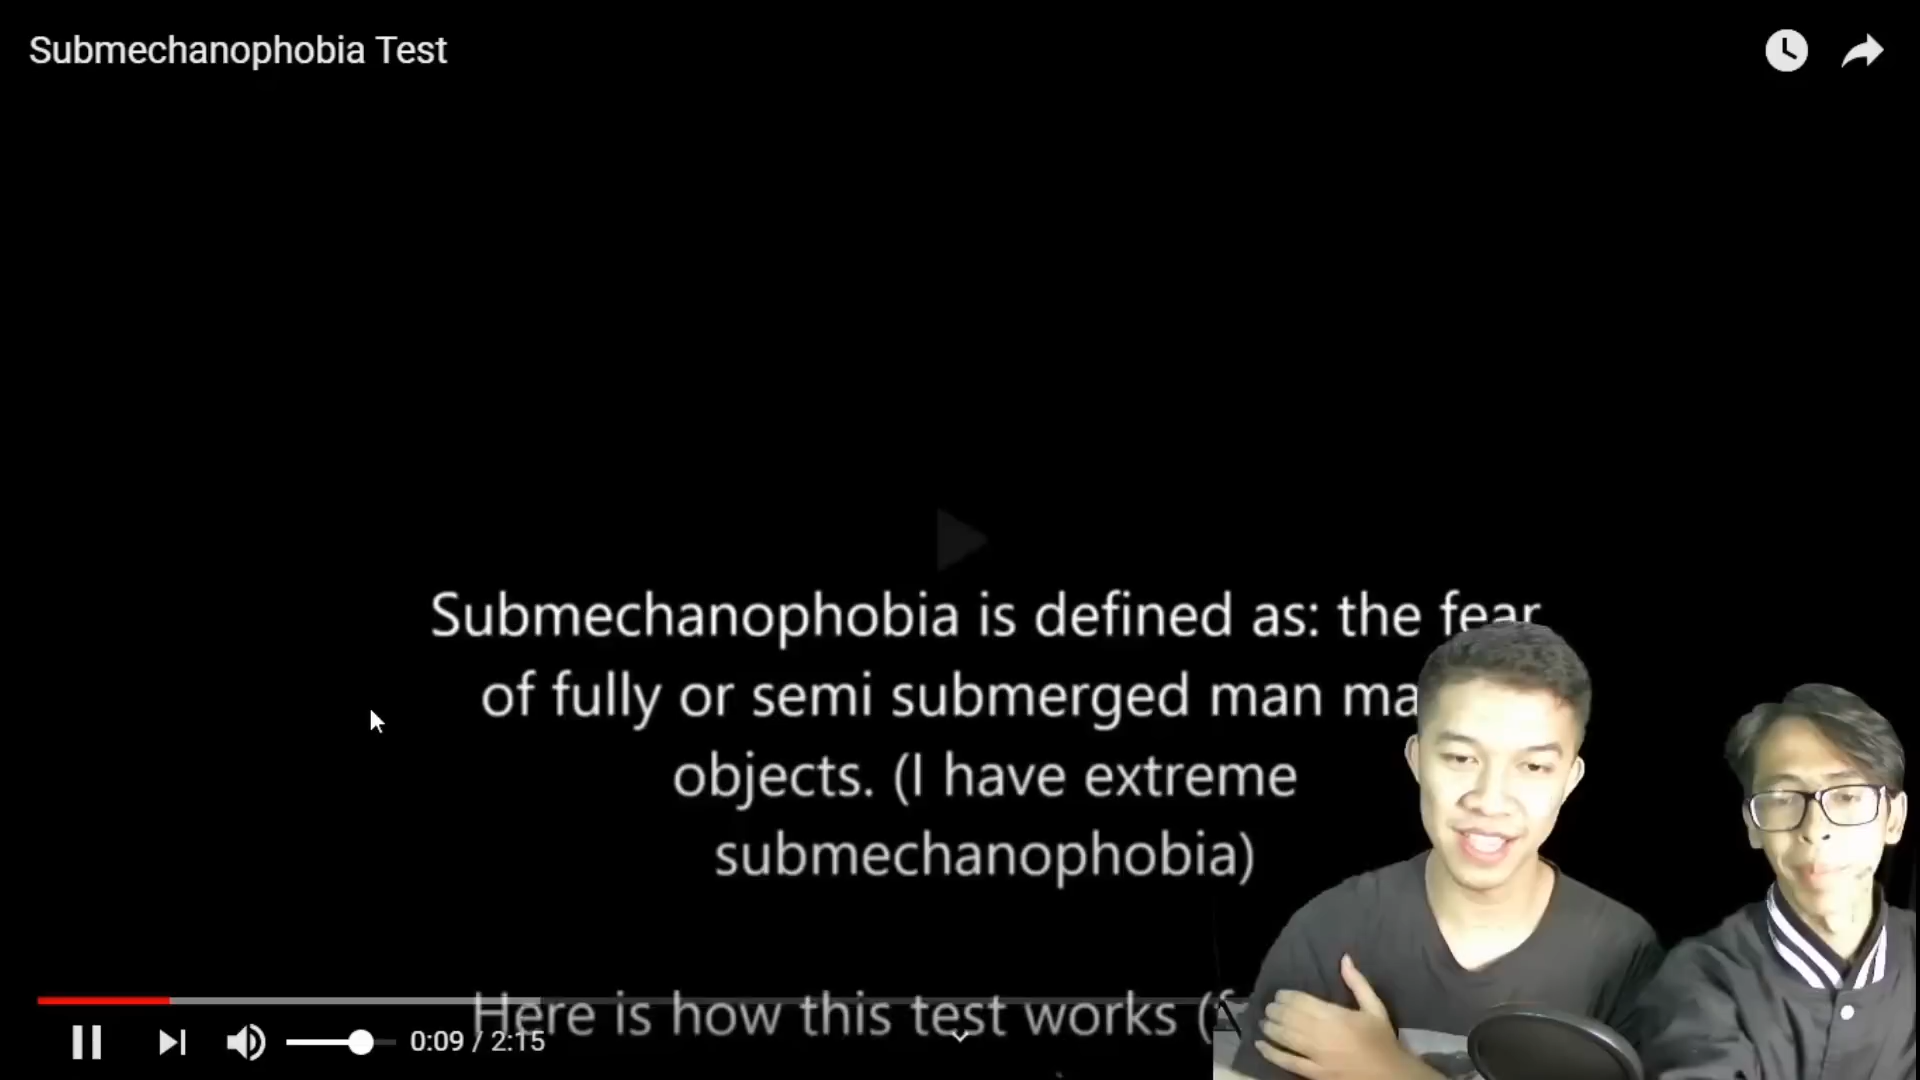 Submechanophobia Test
Submechanophobia is defined as: the fear
of fully or semi submerged man
objects. (I have extreme
submechanophobia)
Here is how this test works
0:09 / 2:15